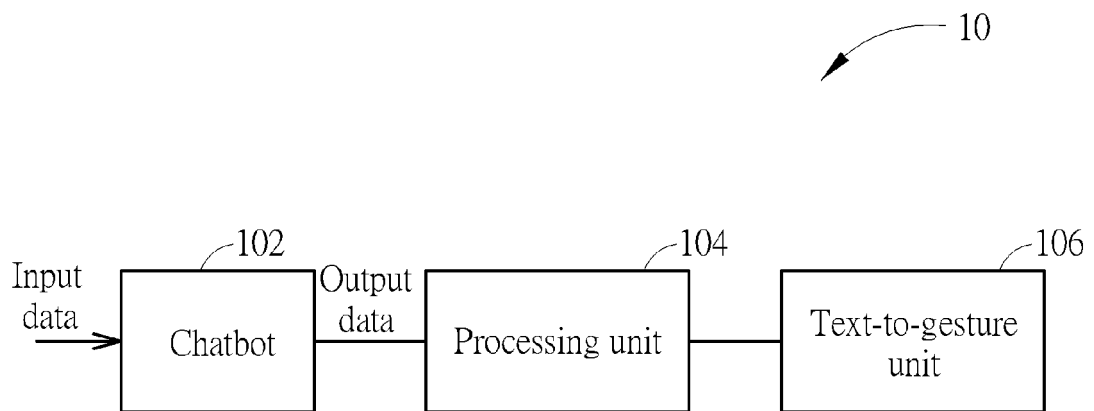 10
102
104
106
Input
data
Output
data
Chatbot
Processing unit
Text-to-gesture
unit